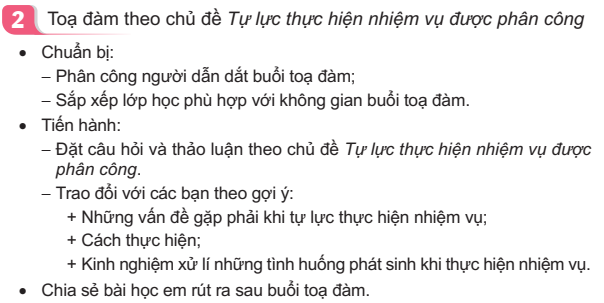 2 Toạ đàm theo chủ đề Tự lực thực hiện nhiệm vụ được phân công
• Chuẩn bị:
– Phân công người dẫn dắt buổi toạ đàm;
– Sắp xếp lớp học phù hợp với không gian buổi toạ đàm.
• Tiến hành:
– Đặt câu hỏi và thảo luận theo chủ đề Tự lực thực hiện nhiệm vụ được
phân công.
– Trao đổi với các bạn theo gợi ý:
+ Những vấn đề gặp phải khi tự lực thực hiện nhiệm vụ;
+ Cách thực hiện;
+ Kinh nghiệm xử lí những tình huống phát sinh khi thực hiện nhiệm vụ.
• Chia sẻ bài học em rút ra sau buổi toạ đàm.